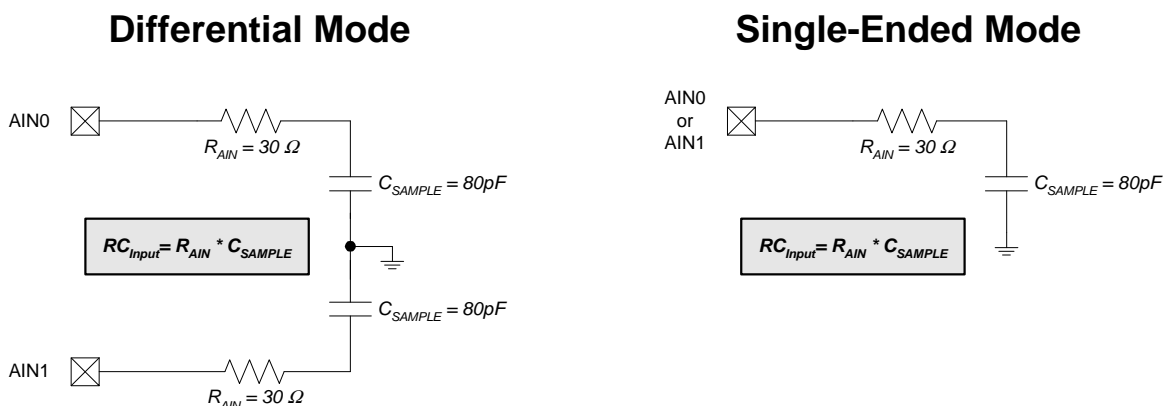 Differential Mode
AIN0
R_AIN = 30 Ω
C_SAMPLE = 80pF
RC_Input= R_AIN * C_SAMPLE
C_SAMPLE = 80pF
AIN1
R_AIN = 30 Ω
Single-Ended Mode
AIN0
or
AIN1
R_AIN = 30 Ω
C_SAMPLE = 80pF
RC_Input= R_AIN * C_SAMPLE